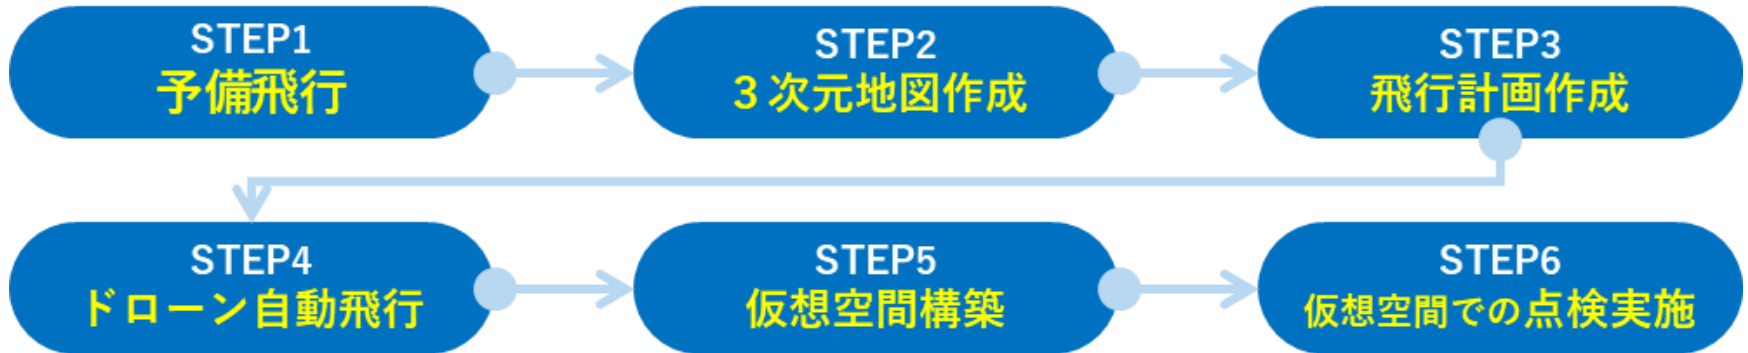 STEP1
予備飛行
STEP2
３次元地図作成
STEP3
飛行計画作成
STEP4
ドローン自動飛行
STEP5
仮想空間構築
STEP6
仮想空間での点検実施